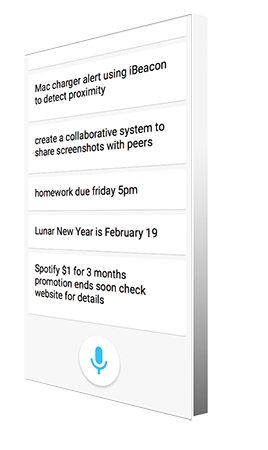 Mac charger alert using iBeacon
to detect proximity
create a collaborative system to
share screenshots with peers
homework due friday 5pm
Lunar New Year is February 19
Spotify $1 for 3 months
promotion ends soon check
website for details